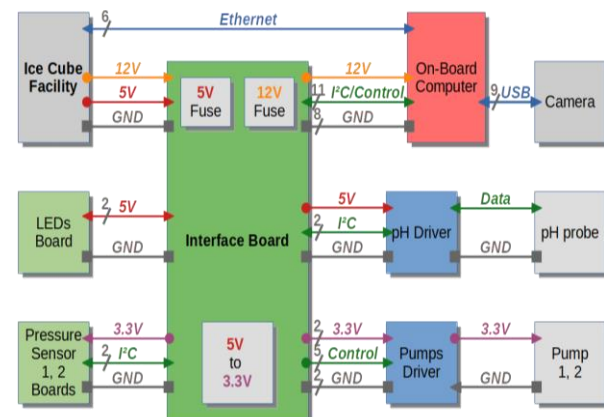 6
Ethernet
Ice Cube
Facility
12V
5V
GND
5V
Fuse
12V
Fuse
12V
11
I²C/Control
8
GND
On-Board
Computer
9
USB
Camera
LEDs
Board
2
5V
GND
Interface Board
5V
2
I²C
GND
pH Driver
Data
GND
pH probe
Pressure
Sensor
1, 2
Boards
3.3V
2
I²C
GND
5V
to
3.3V
2
3.3V
5
Control
2
GND
Pumps
Driver
3.3V
GND
Pump
1, 2